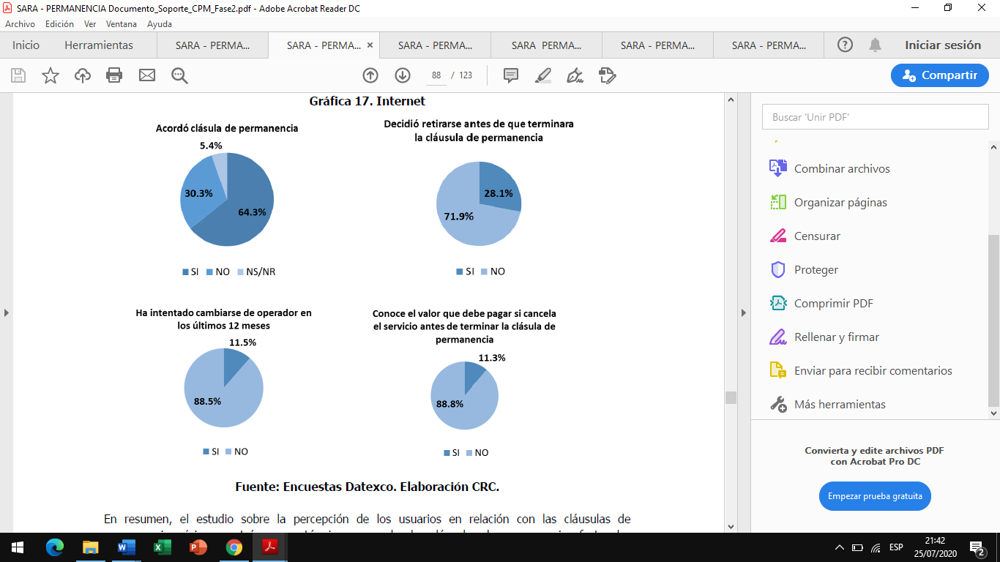 SARA - PERMANENCIA Documento_Soporte_CPM_Fase2.pdf - Adobe Acrobat Reader DC
Archivo Edición Ver Ventana Ayuda
Inicio Herramientas SARA - PERMA... SARA - PERMA... × SARA - PERMA... SARA PERMA... SARA - PERMA... SARA - PERMA... Iniciar sesión
88 / 123 Compartir
Gráfica 17. Internet
Acordó clásula de permanencia
5.4%
30.3%
64.3%
SI NO NS/NR
Decidió retirarse antes de que terminara
la cláusula de permanencia
28.1%
71.9%
SI NO
Ha intentado cambiarse de operador en
los últimos 12 meses
11.5%
88.5%
SI NO
Conoce el valor que debe pagar si cancela
el servicio antes de terminar la clásula de
permanencia
11.3%
88.8%
SI NO
Fuente: Encuestas Datexco. Elaboración CRC.
En resumen, el estudio sobre la percepción de los usuarios en relación con las cláusulas de
Buscar 'Unir PDF'
Combinar archivos
Organizar páginas
Censurar
Proteger
Comprimir PDF
Rellenar y firmar
Enviar para recibir comentarios
Más herramientas
Convierta y edite archivos PDF
con Acrobat Pro DC
Empezar prueba gratuita
ESP
21:42
25/07/2020
2